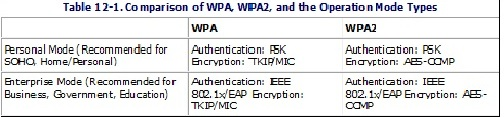 Table 12-1. Comparison of WPA, WIPA2, and the Operation Mode Types
WPA WPA2
Personal Mode (Recommended for Authentication: PSK Authentication: PSK
SOHO, Home/Personal) Encryption: TKIP/MIC Encryption: AES-CCMP
Enterprise Mode (Recommended for Authentication: IEEE Authentication: IEEE
Business, Government, Education) 802.1x/EAP Encryption: 802.1x/EAP Encryption: AES-
TKIP/MIC CCMP